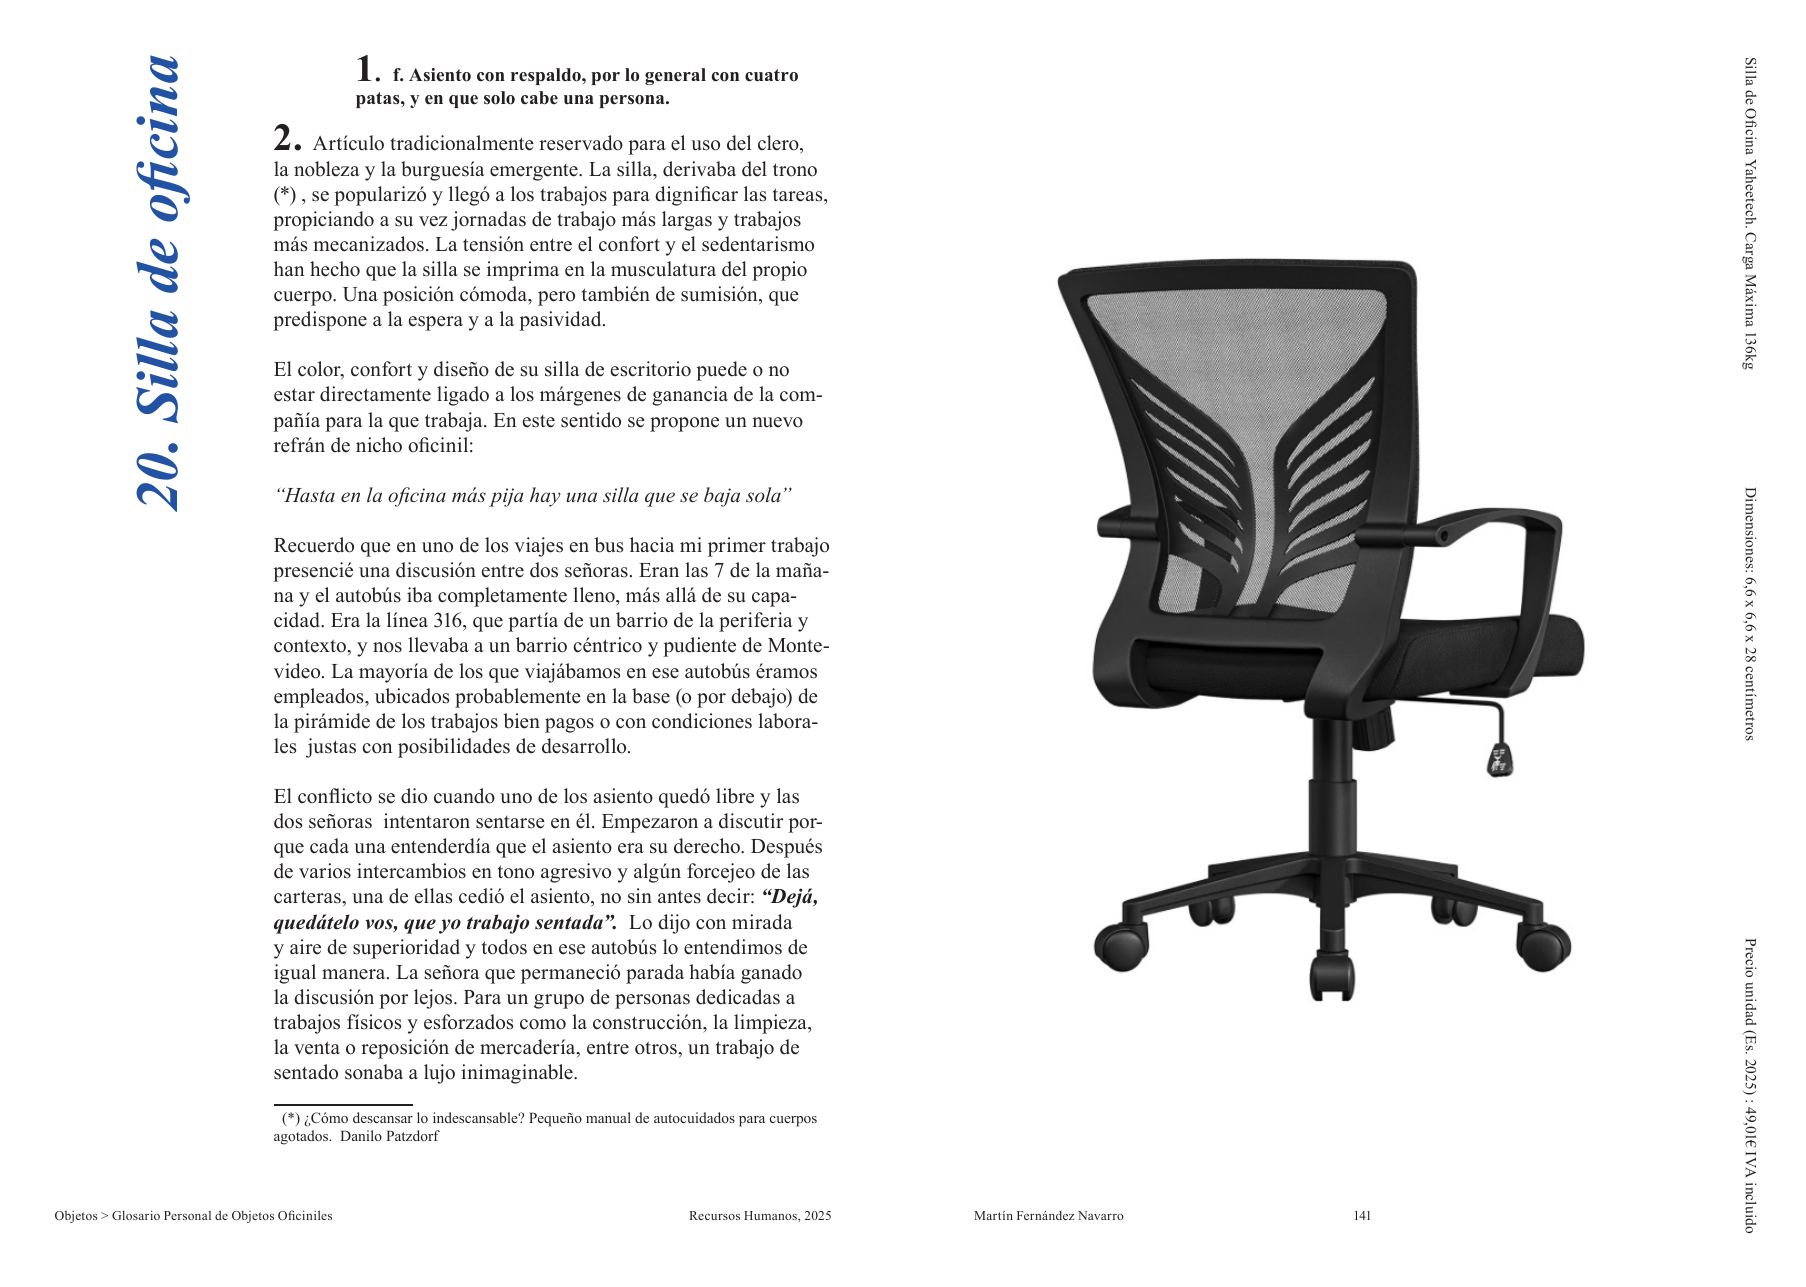 20. Silla de oficina
1. f. Asiento con respaldo, por lo general con cuatro
patas, y en que solo cabe una persona.
2. Artículo tradicionalmente reservado para el uso del clero,
la nobleza y la burguesía emergente. La silla, derivaba del trono
(*) , se popularizó y llegó a los trabajos para dignificar las tareas,
propiciando a su vez jornadas de trabajo más largas y trabajos
más mecanizados. La tensión entre el confort y el sedentarismo
han hecho que la silla se imprima en la musculatura del propio
cuerpo. Una posición cómoda, pero también de sumisión, que
predispone a la espera y a la pasividad.
El color, confort y diseño de su silla de escritorio puede o no
estar directamente ligado a los márgenes de ganancia de la com-
pañía para la que trabaja. En este sentido se propone un nuevo
refrán de nicho oficinil:
“Hasta en la oficina más pija hay una silla que se baja sola”
Recuerdo que en uno de los viajes en bus hacia mi primer trabajo
presencié una discusión entre dos señoras. Eran las 7 de la maña-
na y el autobús iba completamente lleno, más allá de su capa-
cidad. Era la línea 316, que partía de un barrio de la periferia y
contexto, y nos llevaba a un barrio céntrico y pudiente de Monte-
video. La mayoría de los que viajábamos en ese autobús éramos
empleados, ubicados probablemente en la base (o por debajo) de
la pirámide de los trabajos bien pagos o con condiciones labora-
les justas con posibilidades de desarrollo.
El conflicto se dio cuando uno de los asiento quedó libre y las
dos señoras intentaron sentarse en él. Empezaron a discutir por-
que cada una entenderdía que el asiento era su derecho. Después
de varios intercambios en tono agresivo y algún forcejeo de las
carteras, una de ellas cedió el asiento, no sin antes decir: “Dejá,
quedátelo vos, que yo trabajo sentada”. Lo dijo con mirada
y aire de superioridad y todos en ese autobús lo entendimos de
igual manera. La señora que permaneció parada había ganado
la discusión por lejos. Para un grupo de personas dedicadas a
trabajos físicos y esforzados como la construcción, la limpieza,
la venta o reposición de mercadería, entre otros, un trabajo de
sentado sonaba a lujo inimaginable.
(*) ¿Cómo descansar lo indescansable? Pequeño manual de autocuidados para cuerpos
agotados. Danilo Patzdorf
Objetos > Glosario Personal de Objetos Oficiniles
Recursos Humanos, 2025
Martín Fernández Navarro
141
Silla de Oficina Yaheetech. Carga Máxima 136kg
Dimensiones: 6,6 x 6,6 x 28 centímetros
Precio unidad (Es. 2025) : 49,01€ IVA incluido